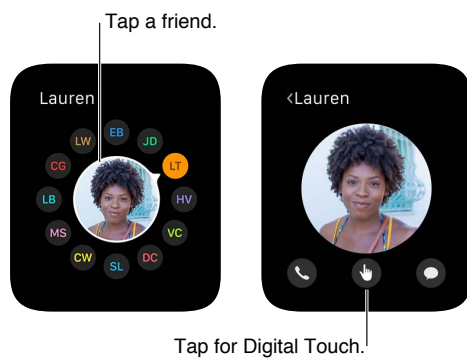 Tap a friend.
Lauren
EB
JD
LT
HV
VC
DC
SL
CW
MS
LB
CG
LW
<Lauren
Tap for Digital Touch.